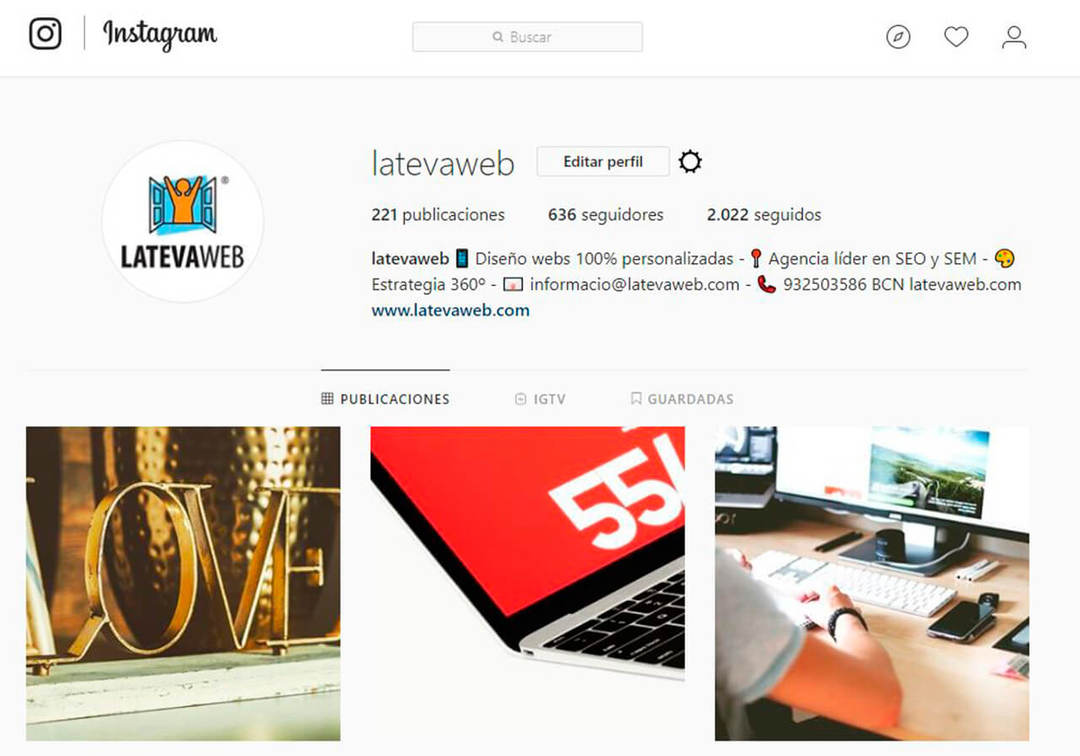 Instagram
Buscar
latevaweb Editar perfil
221 publicaciones 636 seguidores 2.022 seguidos
LATEVAWEB ®
latevaweb 📱 Diseño webs 100% personalizadas - 📍 Agencia líder en SEO y SEM - 🎨
Estrategia 360º - 📧 informacio@latevaweb.com - 📞 932503586 BCN latevaweb.com
www.latevaweb.com
PUBLICACIONES IGTV GUARDADAS
LOVE
55